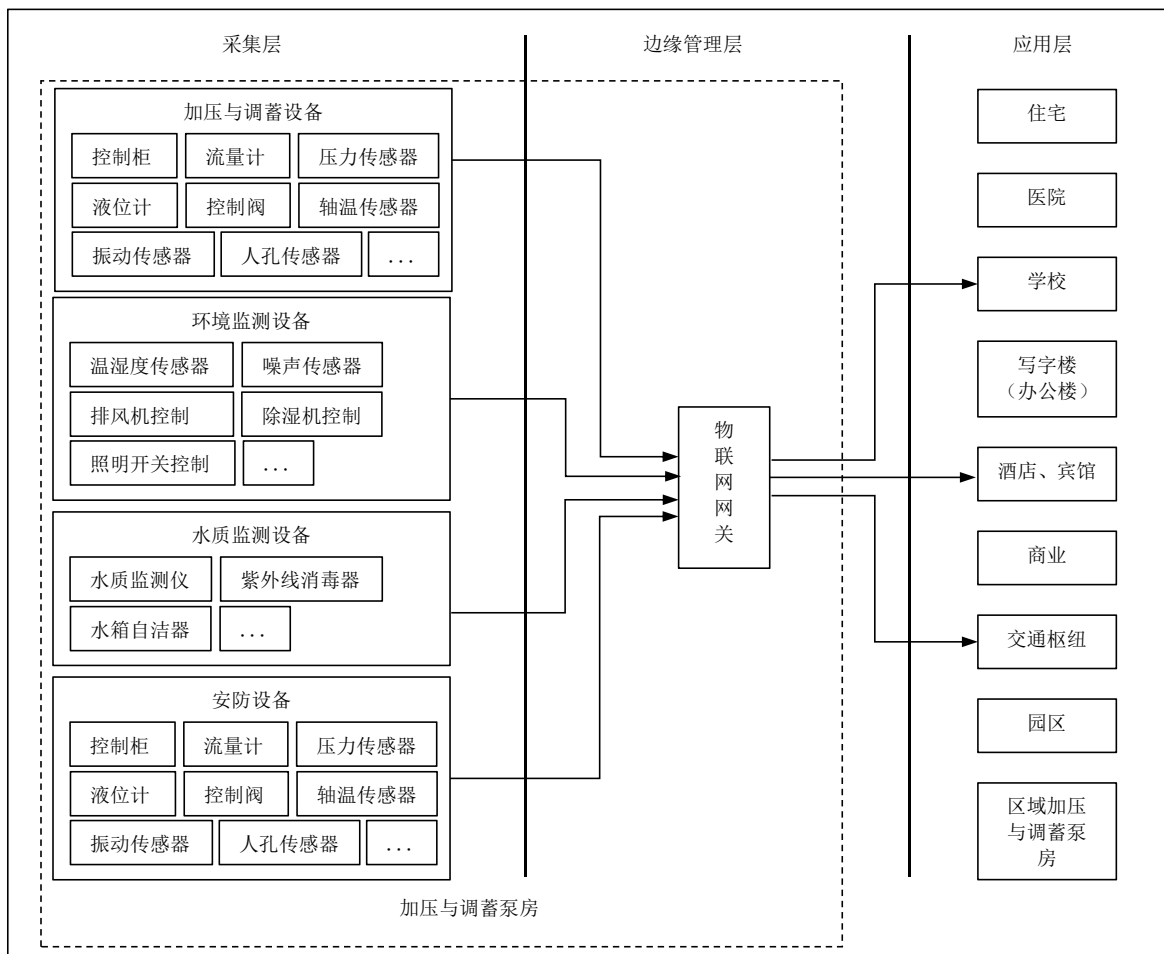 采集层
边缘管理层
应用层
加压与调蓄设备
控制柜
流量计
压力传感器
液位计
控制阀
轴温传感器
振动传感器
人孔传感器
...
环境监测设备
温湿度传感器
噪声传感器
排风机控制
除湿机控制
照明开关控制
...
水质监测设备
水质监测仪
紫外线消毒器
水箱自洁器
...
安防设备
控制柜
流量计
压力传感器
液位计
控制阀
轴温传感器
振动传感器
人孔传感器
...
加压与调蓄泵房
物
联
网
网
关
住宅
医院
学校
写字楼
（办公楼）
酒店、宾馆
商业
交通枢纽
园区
区域加压
与调蓄泵
房